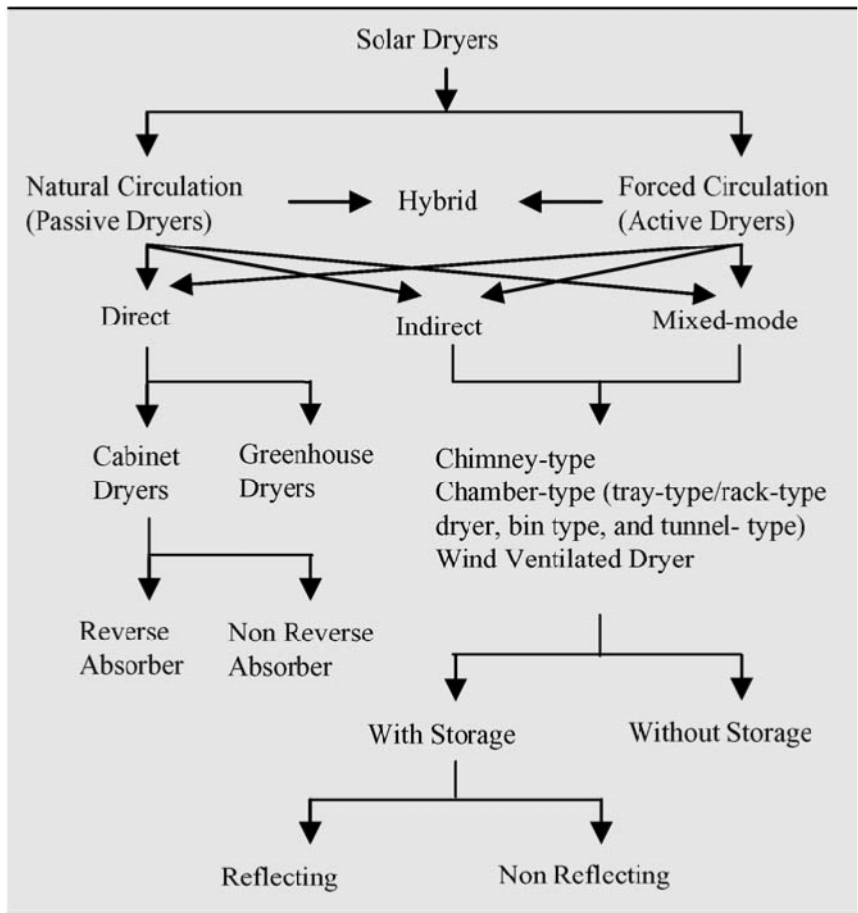 Solar Dryers
Natural Circulation
(Passive Dryers)
Hybrid
Forced Circulation
(Active Dryers)
Direct
Indirect
Mixed-mode
Cabinet
Dryers
Greenhouse
Dryers
Chimney-type
Chamber-type (tray-type/rack-type
dryer, bin type, and tunnel- type)
Wind Ventilated Dryer
Reverse
Absorber
Non Reverse
Absorber
With Storage
Without Storage
Reflecting
Non Reflecting